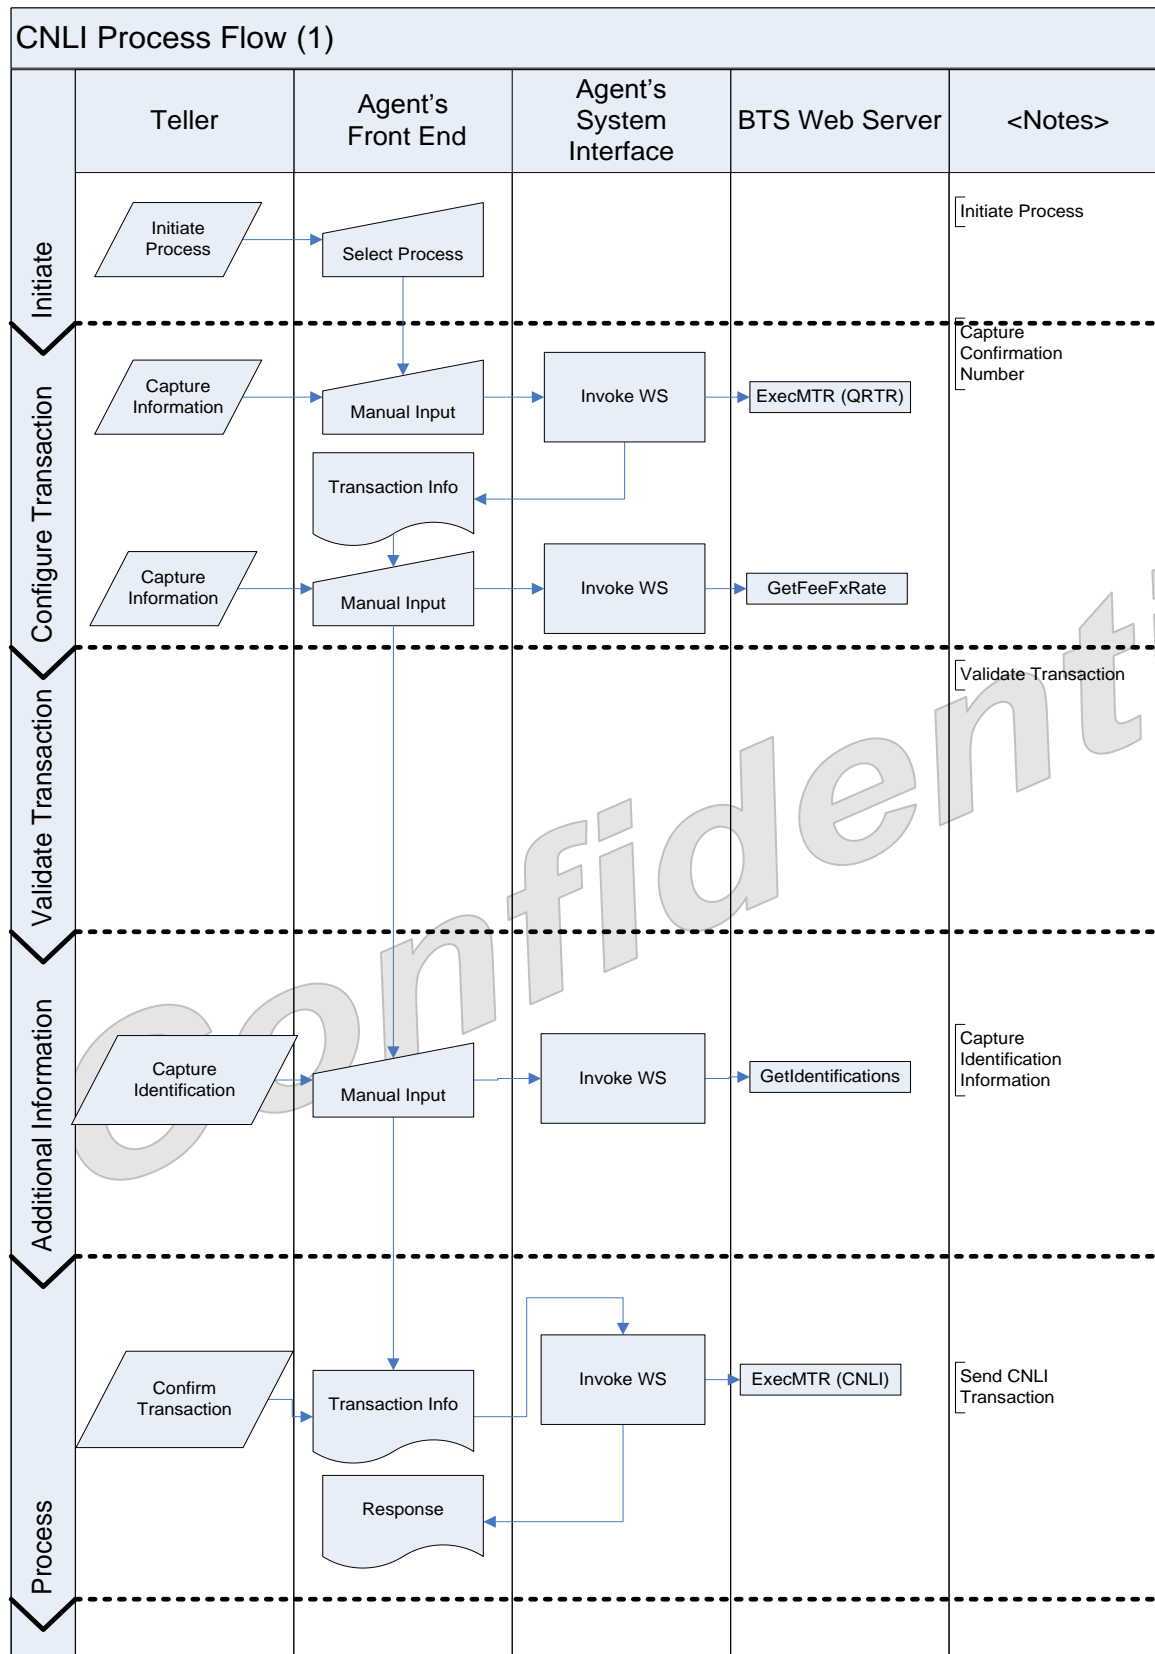 CNLI Process Flow (1)
Teller
Agent's
Front End
Agent's
System
Interface
BTS Web Server
<Notes>
Initiate
Initiate
Process
Select Process
Initiate Process
Configure Transaction
Capture
Information
Manual Input
Invoke WS
ExecMTR (QRTR)
Capture
Confirmation
Number
Transaction Info
Capture
Information
Manual Input
Invoke WS
GetFeeFxRate
Validate Transaction
Validate Transaction
Additional Information
Capture
Identification
Manual Input
Invoke WS
GetIdentifications
Capture
Identification
Information
Process
Confirm
Transaction
Transaction Info
Invoke WS
ExecMTR (CNLI)
Send CNLI
Transaction
Response
Confidenti